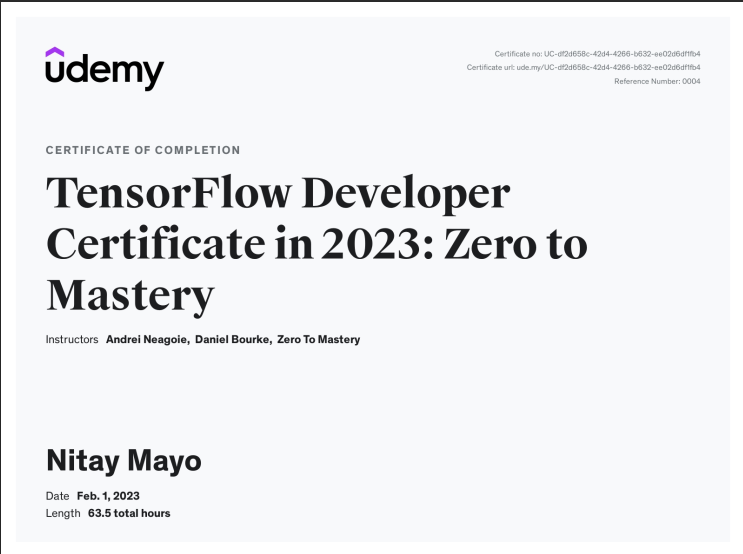 udemy
Certificate no: UC-df2d658c-42d4-4266-b632-ee02d6df1fb4
Certificate url: ude.my/UC-df2d658c-42d4-4266-b632-ee02d6df1fb4
Reference Number: 0004
CERTIFICATE OF COMPLETION
TensorFlow Developer
Certificate in 2023: Zero to
Mastery
Instructors Andrei Neagoie, Daniel Bourke, Zero To Mastery
Nitay Mayo
Date Feb. 1, 2023
Length 63.5 total hours